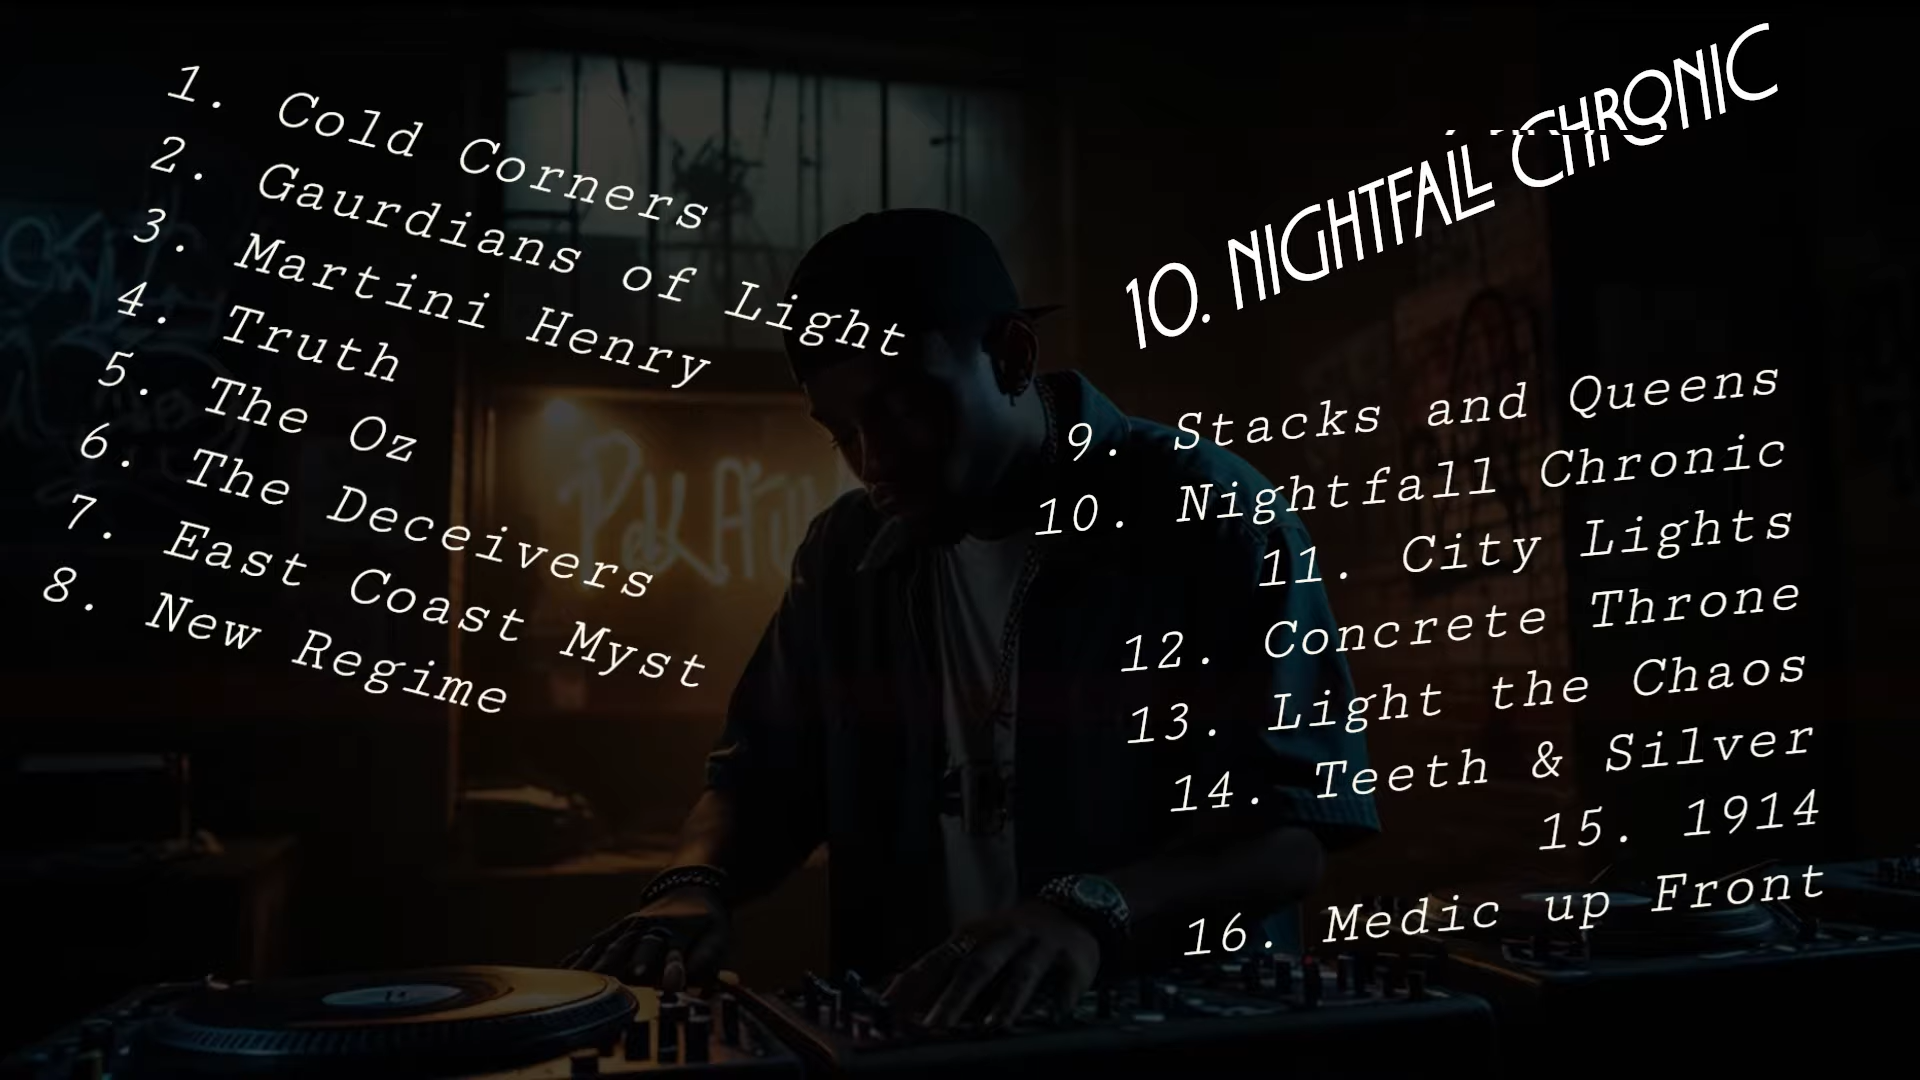 1. Cold Corners
2. Gaurdians of Light
3. Martini Henry
4. Truth
5. The Oz
6. The Deceivers
7. East Coast Myst
8. New Regime
10. NIGHTFALL CHRONIC
9. Stacks and Queens
10. Nightfall Chronic
11. City Lights
12. Concrete Throne
13. Light the Chaos
14. Teeth & Silver
15. 1914
16. Medic up Front